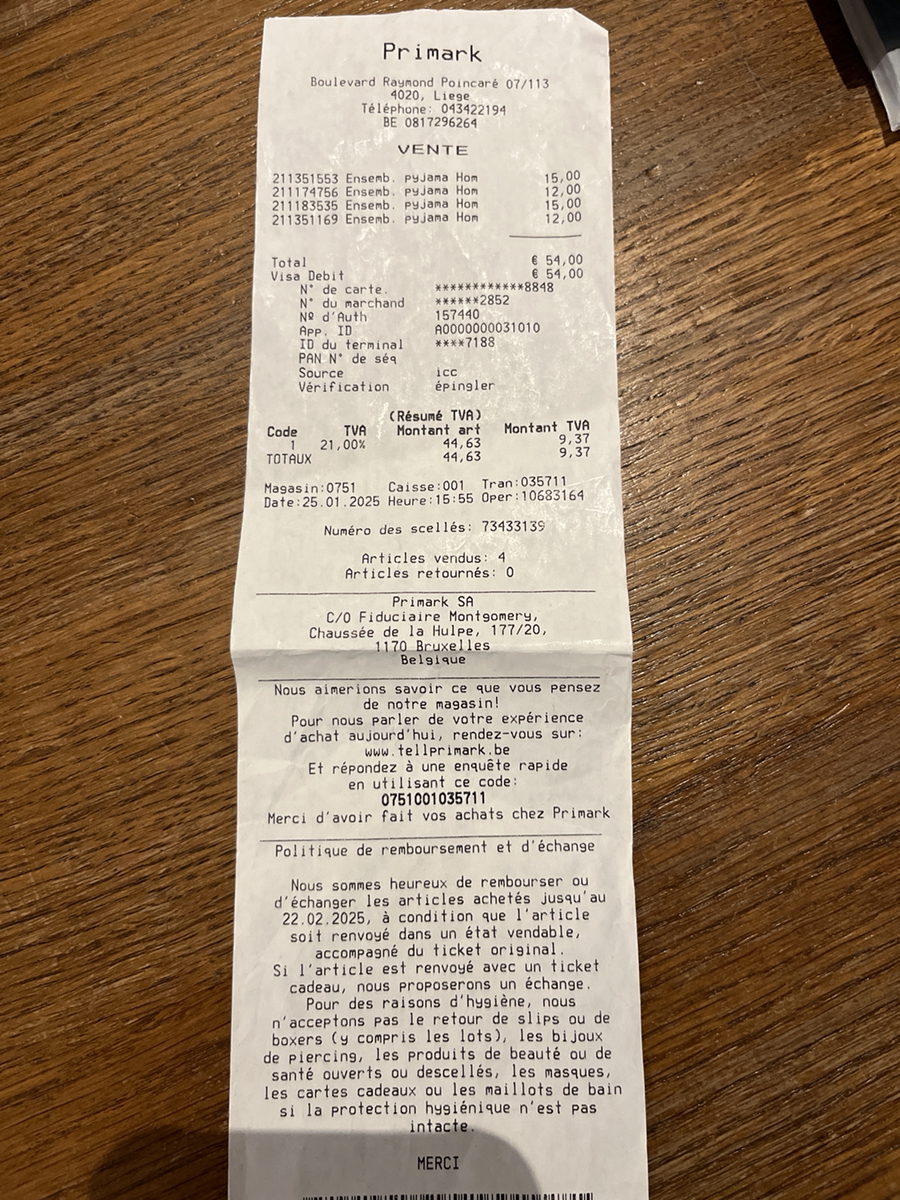 Primark
Boulevard Raymond Poincaré 07/113
4020, Liege
Téléphone: 043422194
BE 0817296264
VENTE
211351553 Ensemb. pyjama Hom 15,00
211174756 Ensemb. pyjama Hom 12,00
211183535 Ensemb. pyjama Hom 15,00
211351169 Ensemb. pyjama Hom 12,00
Total € 54,00
Visa Debit € 54,00
N° de carte. ************8848
N° du marchand ******2852
Nº d'Auth 157440
App. ID A0000000031010
ID du terminal ****7188
PAN N° de séq
Source icc
Vérification épingler
(Résumé TVA)
Code TVA Montant art Montant TVA
1 21,00% 44,63 9,37
TOTAUX 44,63 9,37
Magasin:0751 Caisse:001 Tran:035711
Date:25.01.2025 Heure:15:55 Oper:10683164
Numéro des scellés: 73433139
Articles vendus: 4
Articles retournés: 0
Primark SA
C/O Fiduciaire Montgomery,
Chaussée de la Hulpe, 177/20,
1170 Bruxelles
Belgique
Nous aimerions savoir ce que vous pensez
de notre magasin!
Pour nous parler de votre expérience
d'achat aujourd'hui, rendez-vous sur:
www.tellprimark.be
Et répondez à une enquête rapide
en utilisant ce code:
0751001035711
Merci d'avoir fait vos achats chez Primark
Politique de remboursement et d'échange
Nous sommes heureux de rembourser ou
d'échanger les articles achetés jusqu'au
22.02.2025, à condition que l'article
soit renvoyé dans un état vendable,
accompagné du ticket original.
Si l'article est renvoyé avec un ticket
cadeau, nous proposerons un échange.
Pour des raisons d'hygiène, nous
n'acceptons pas le retour de slips ou de
boxers (y compris les lots), les bijoux
de piercing, les produits de beauté ou de
santé ouverts ou descellés, les masques,
les cartes cadeaux ou les maillots de bain
si la protection hygiénique n'est pas
intacte.
MERCI